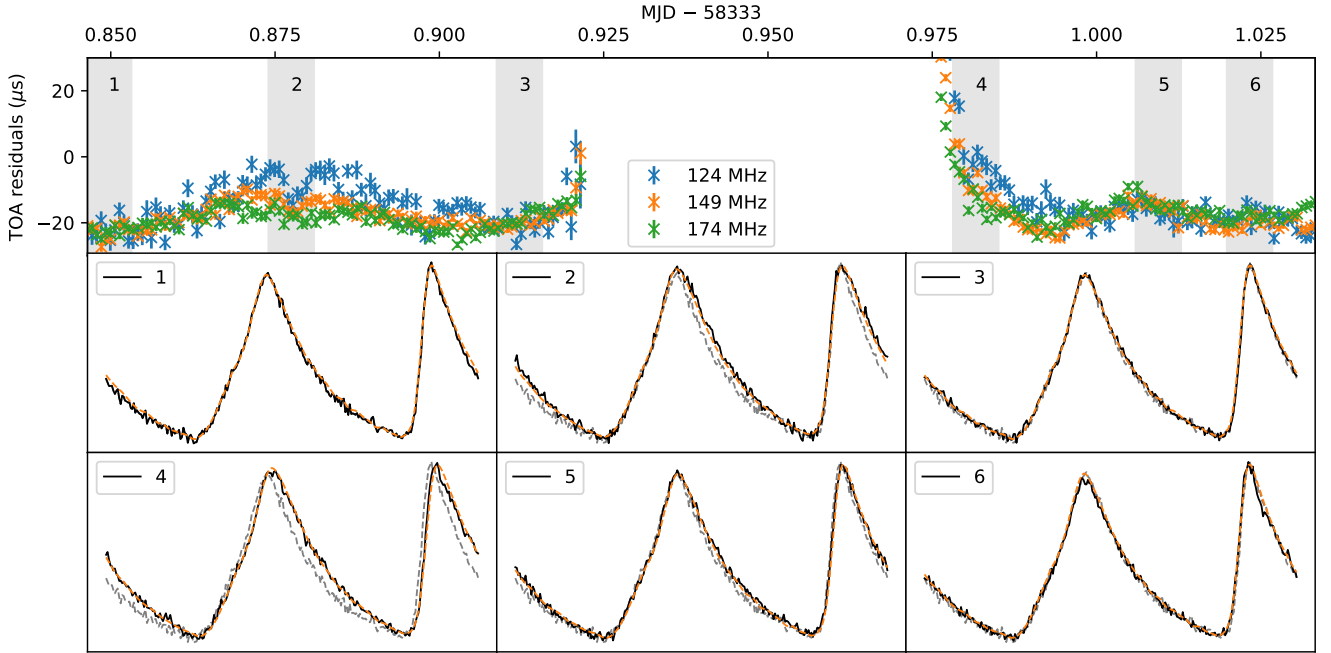 MJD − 58333
0.850 0.875 0.900 0.925 0.950 0.975 1.000 1.025
TOA residuals (μs)
20
0
−20
1 2 3 4 5 6
124 MHz
149 MHz
174 MHz
1 2 3
4 5 6